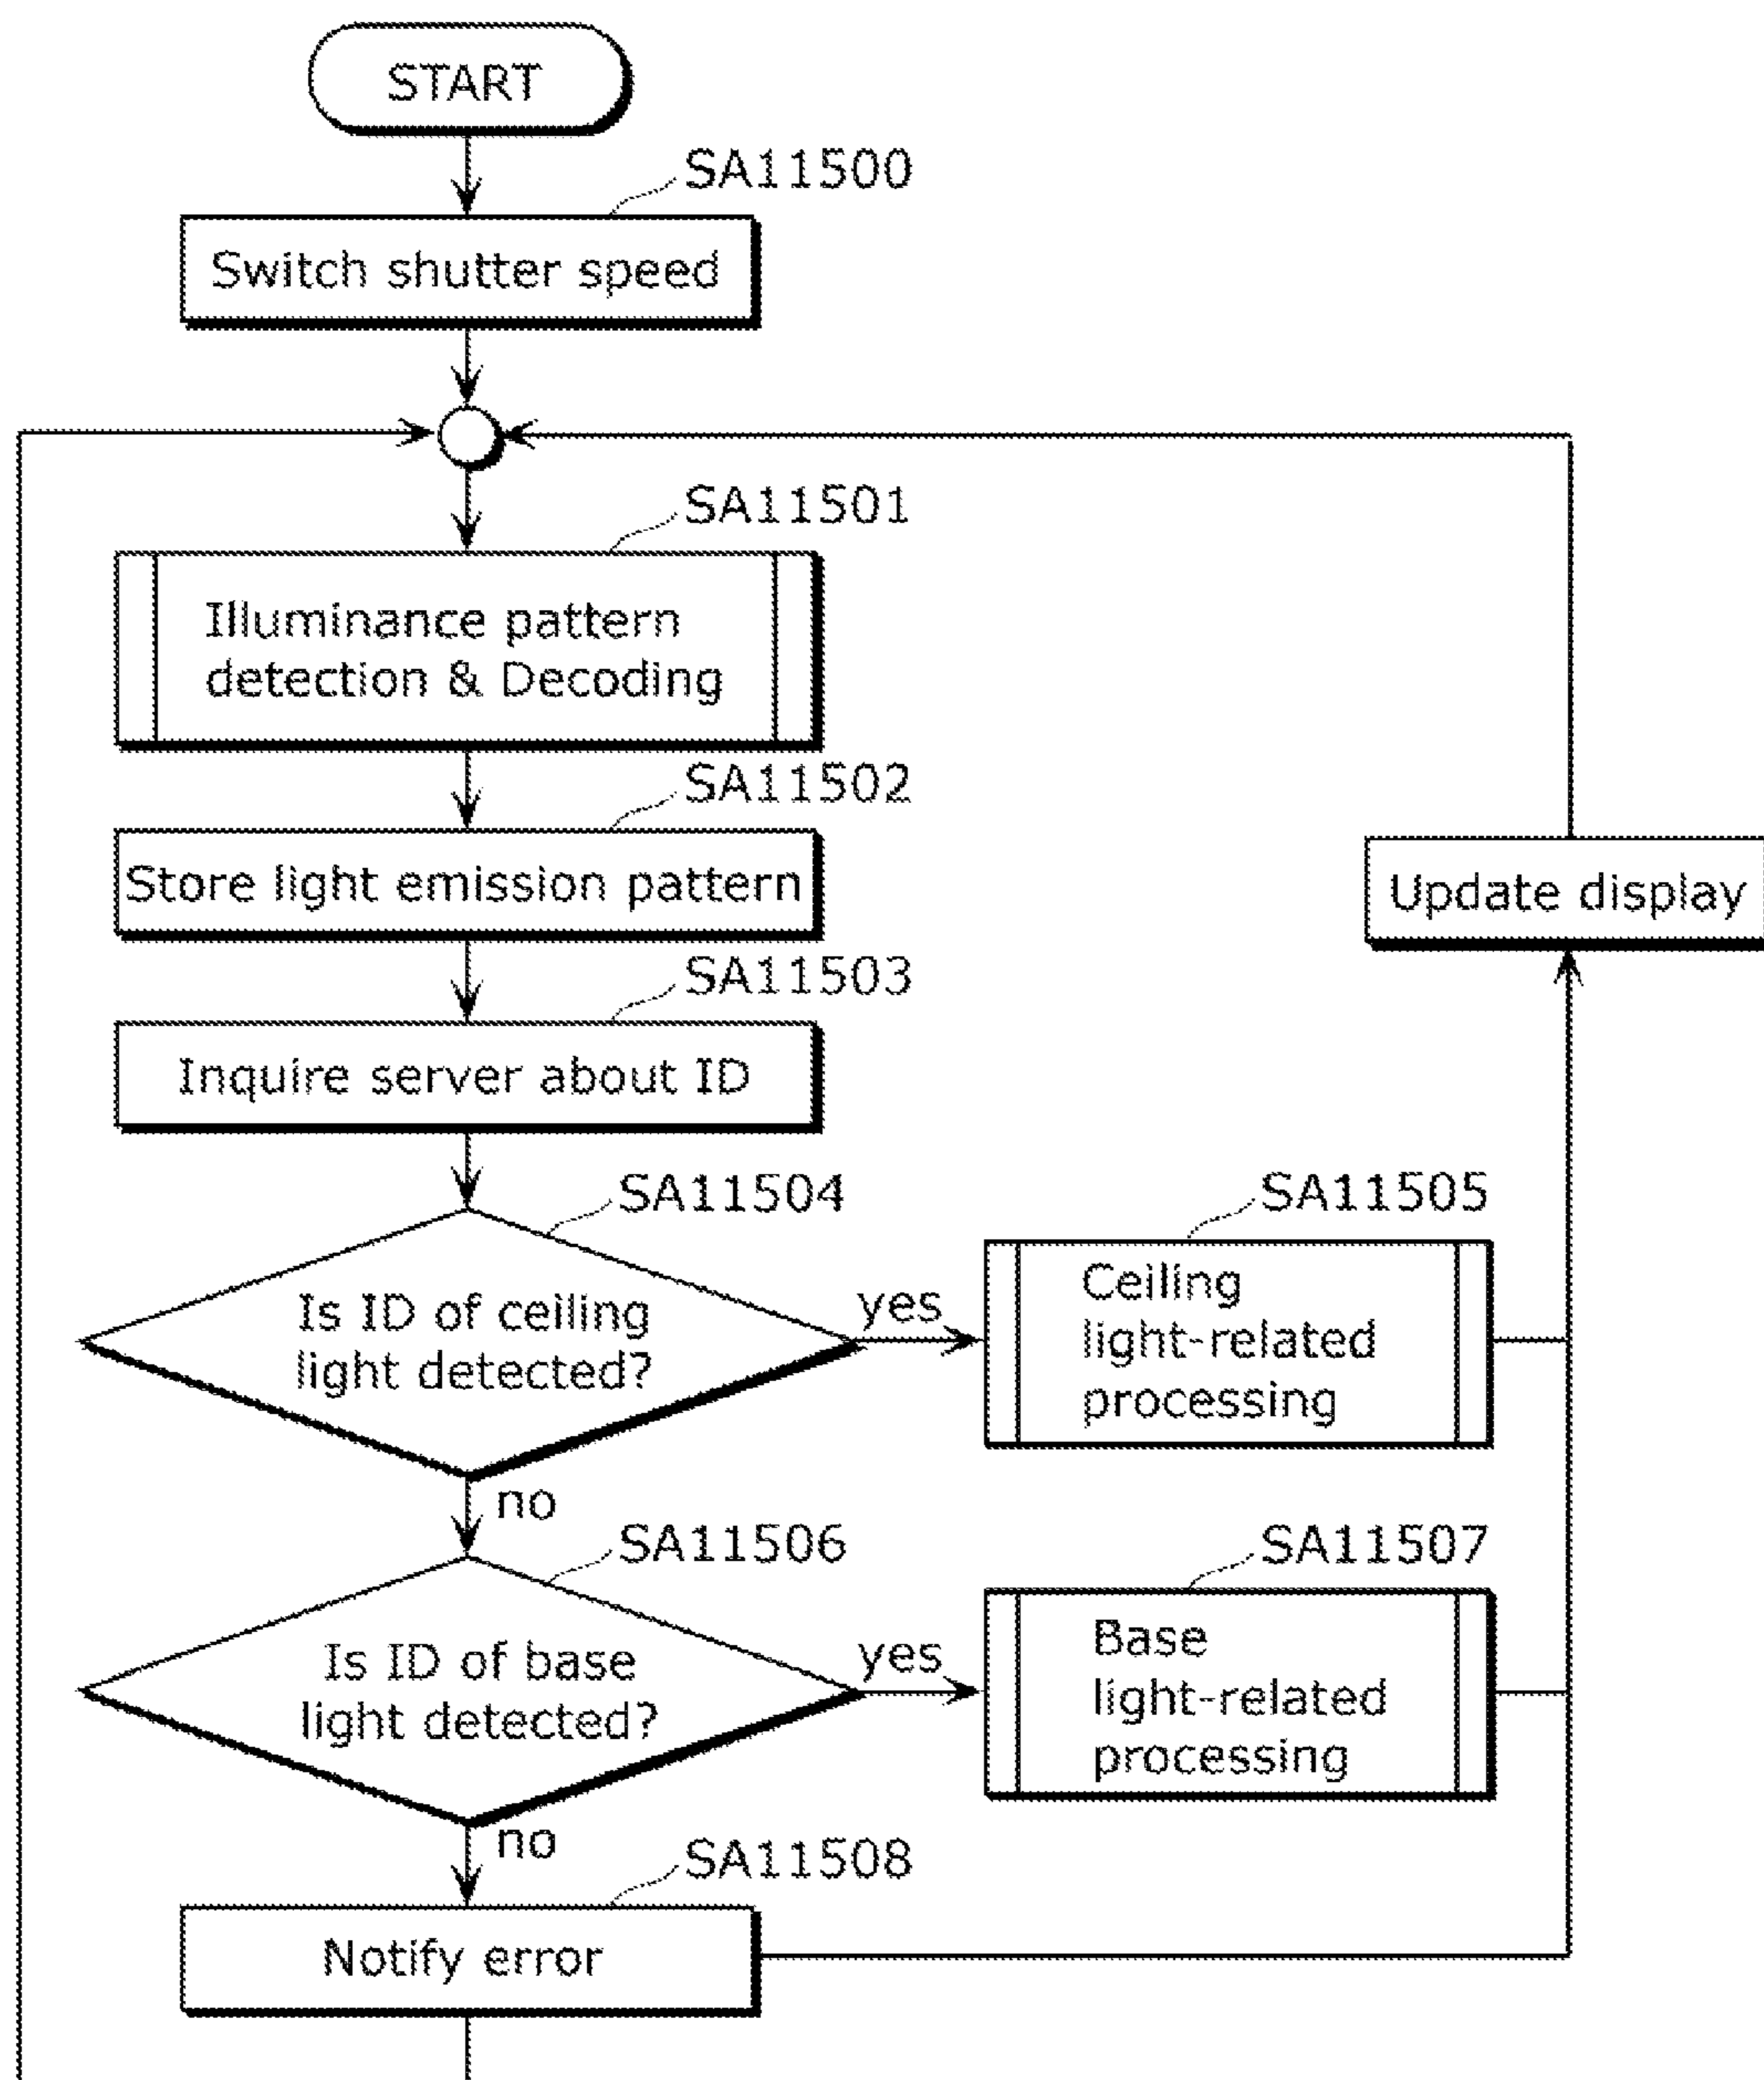 START
SA11500
Switch shutter speed
SA11501
Illuminance pattern
detection & Decoding
SA11502
Store light emission pattern
Update display
SA11503
Inquire server about ID
SA11504
Is ID of ceiling
light detected?
yes
SA11505
Ceiling
light-related
processing
no
SA11506
Is ID of base
light detected?
yes
SA11507
Base
light-related
processing
no
SA11508
Notify error